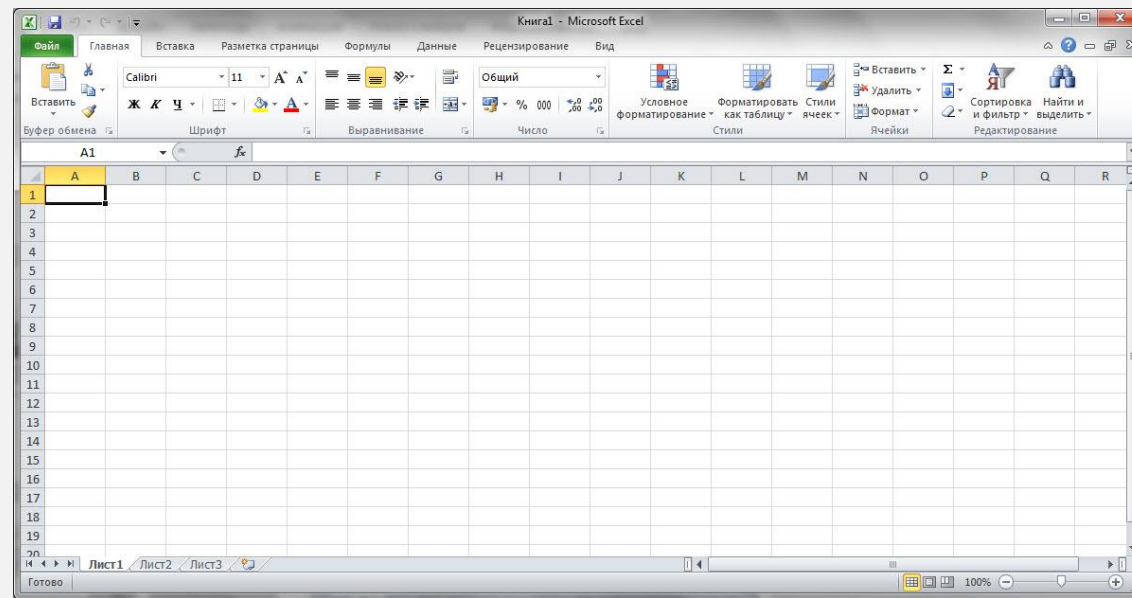 Книга1 - Microsoft Excel
Файл Главная Вставка Разметка страницы Формулы Данные Рецензирование Вид
Вставить
Буфер обмена
Calibri 11
Ж К Ч
Шрифт
Выравнивание
Общий
% 000
Число
Условное форматирование
Форматировать как таблицу
Стили ячеек
Стили
Вставить
Удалить
Формат
Ячейки
Σ
Сортировка и фильтр
Найти и выделить
Редактирование
A1 fx
A B C D E F G H I J K L M N O P Q R
1
2
3
4
5
6
7
8
9
10
11
12
13
14
15
16
17
18
19
20
Лист1 Лист2 Лист3
Готово 100%